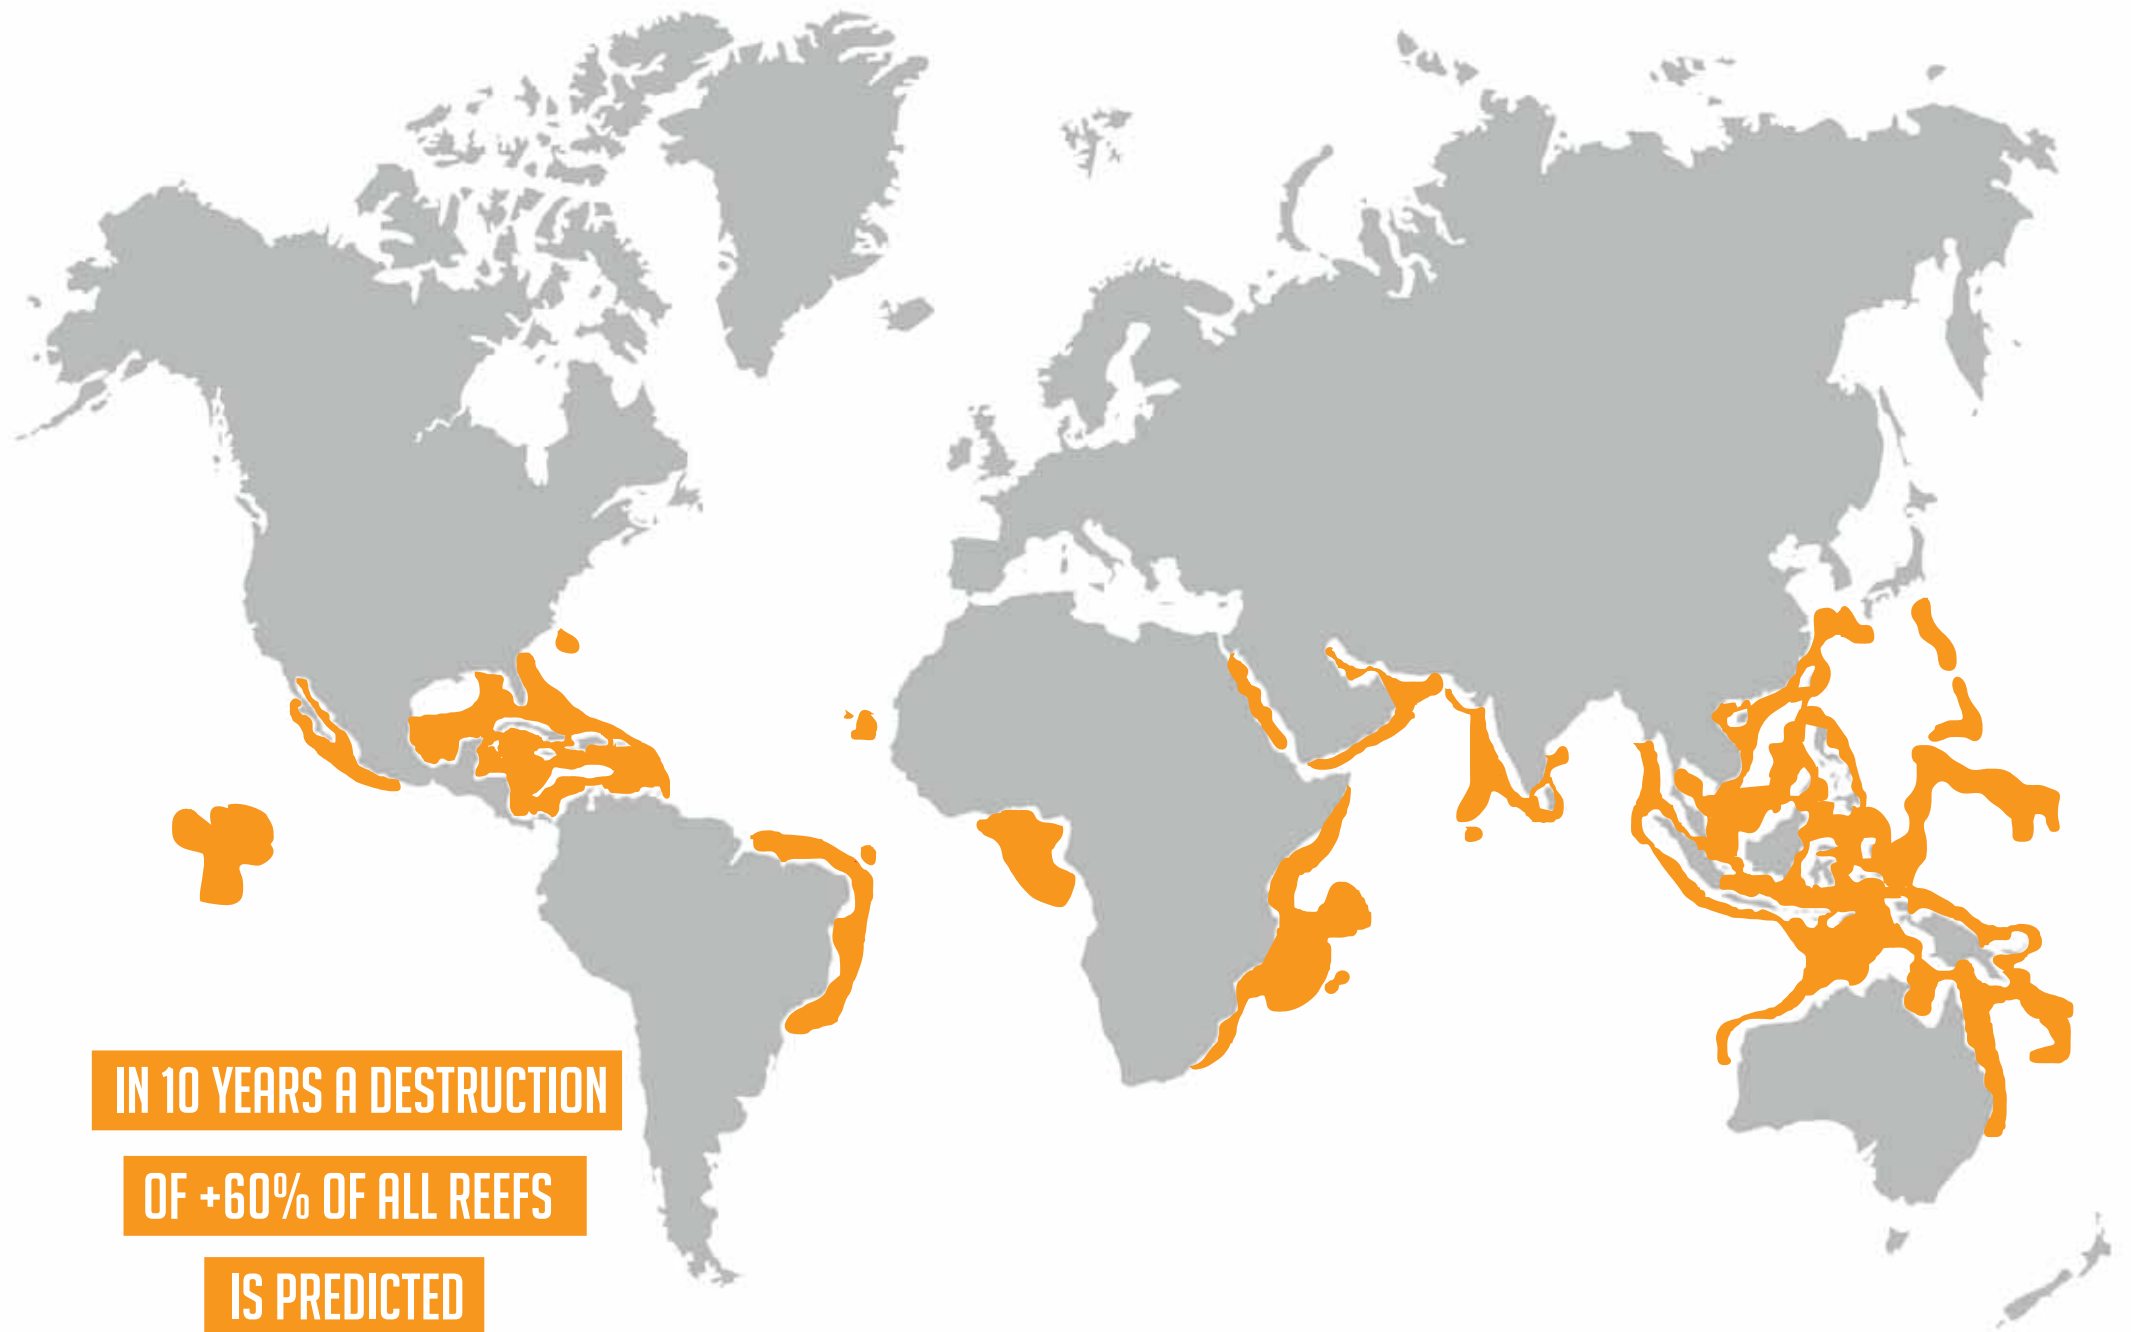 IN 10 YEARS A DESTRUCTION
OF +60% OF ALL REEFS
IS PREDICTED